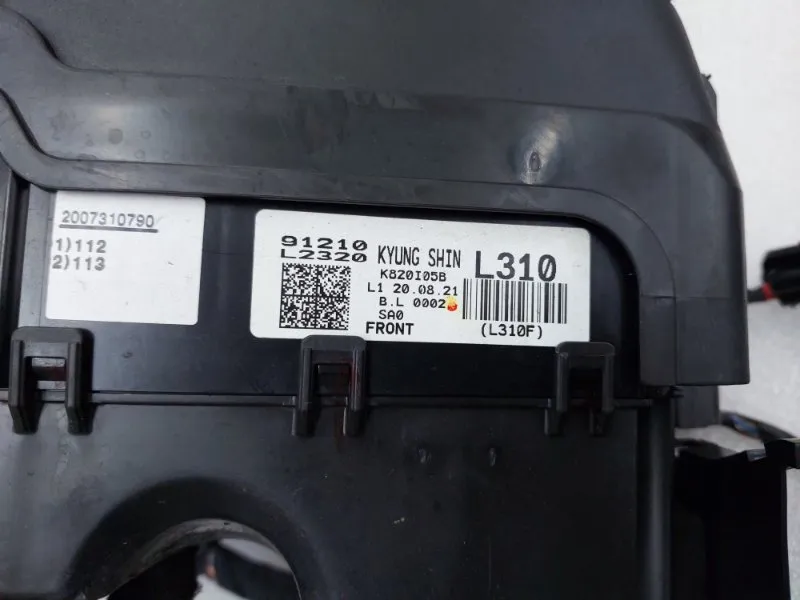 2007310790
1)112
2)113
91210
L2320
KYUNG SHIN
L310
K820I05B
L1 20.08.21
B.L 0002
SA0
FRONT
(L310F)